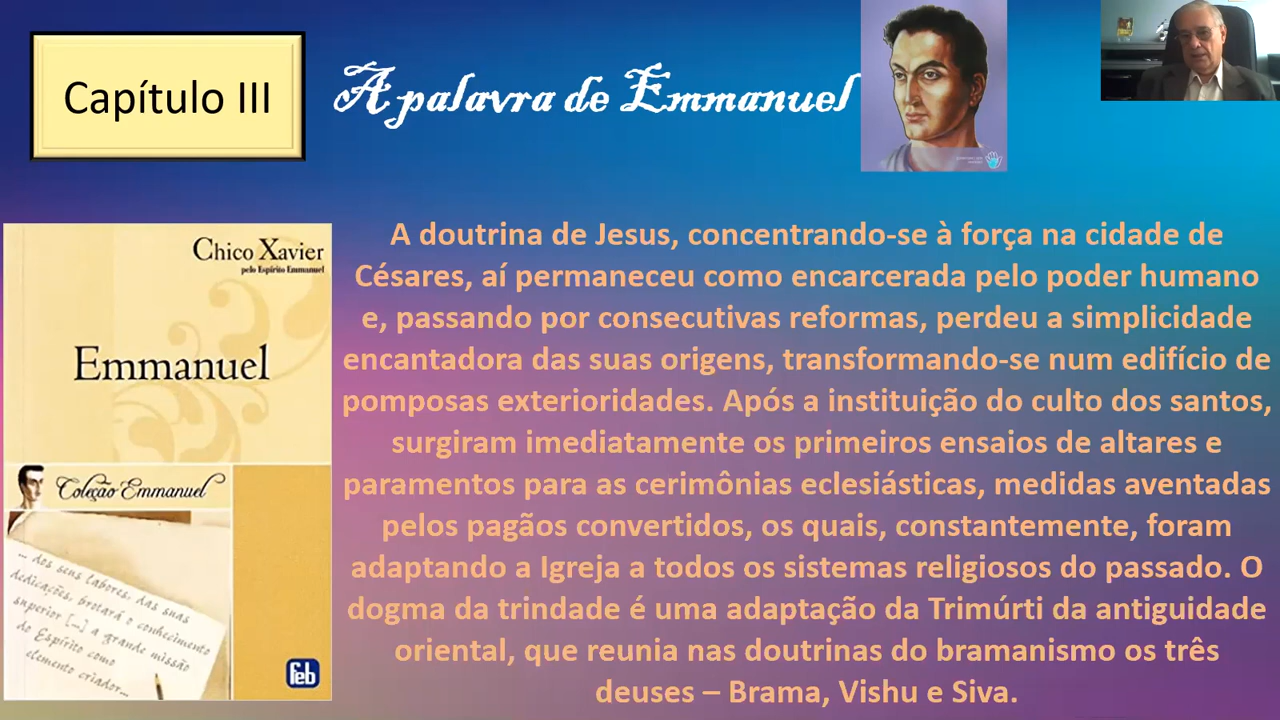 Capítulo III
A palavra de Emmanuel
Chico Xavier
pelo Espírito Emmanuel
Emmanuel
Coleção Emmanuel
... dos seus labores, das suas
dedicações, brotará o conhecimento
superior [...] a grande missão
do Espírito como
elemento criador...
feb
A doutrina de Jesus, concentrando-se à força na cidade de
Césares, aí permaneceu como encarcerada pelo poder humano
e, passando por consecutivas reformas, perdeu a simplicidade
encantadora das suas origens, transformando-se num edifício de
pomposas exterioridades. Após a instituição do culto dos santos,
surgiram imediatamente os primeiros ensaios de altares e
paramentos para as cerimônias eclesiásticas, medidas aventadas
pelos pagãos convertidos, os quais, constantemente, foram
adaptando a Igreja a todos os sistemas religiosos do passado. O
dogma da trindade é uma adaptação da Trimúrti da antiguidade
oriental, que reunia nas doutrinas do bramanismo os três
deuses – Brama, Vishu e Siva.